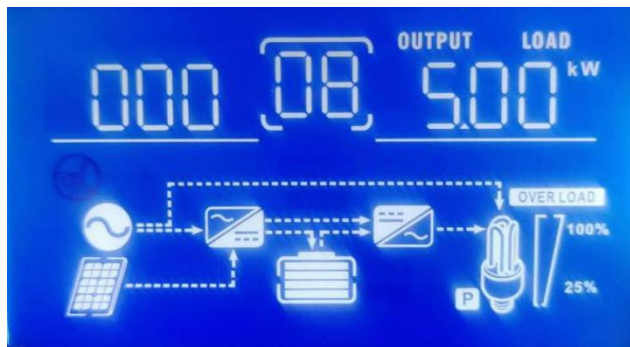 OUTPUT LOAD
000 08 5.00 kW
OVER LOAD
100%
P
25%